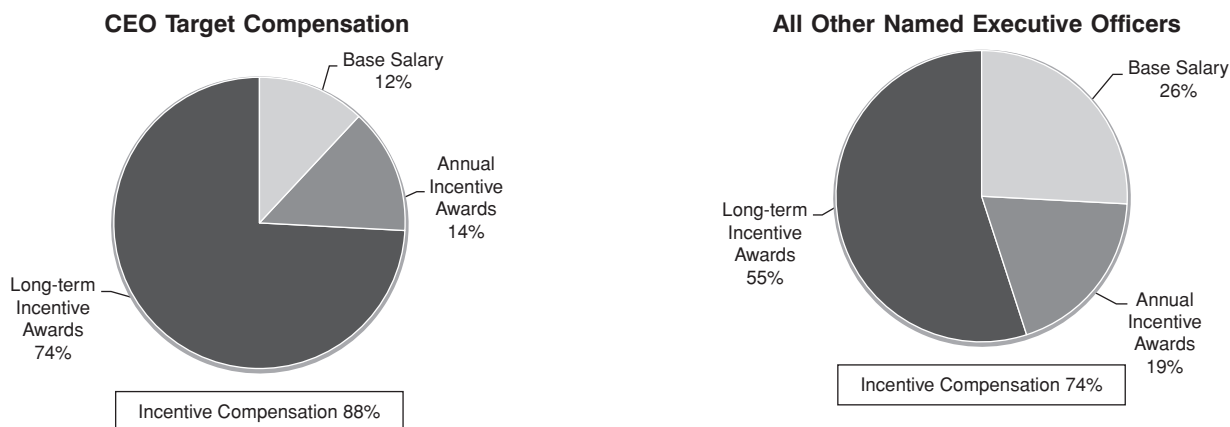 CEO Target Compensation
Base Salary
12%
Annual
Incentive
Awards
14%
Long-term
Incentive
Awards
74%
Incentive Compensation 88%
All Other Named Executive Officers
Base Salary
26%
Long-term
Incentive
Awards
55%
Annual
Incentive
Awards
19%
Incentive Compensation 74%